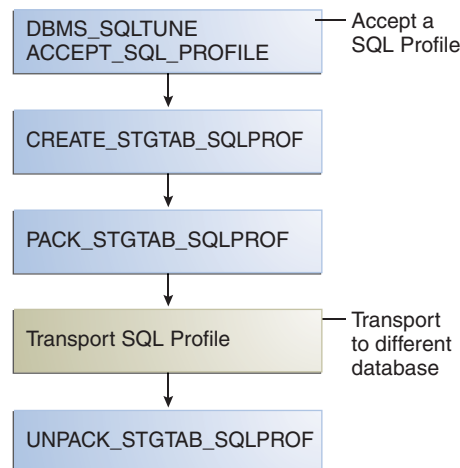 DBMS_SQLTUNE
ACCEPT_SQL_PROFILE
Accept a
SQL Profile
CREATE_STGTAB_SQLPROF
PACK_STGTAB_SQLPROF
Transport SQL Profile
Transport
to different
database
UNPACK_STGTAB_SQLPROF